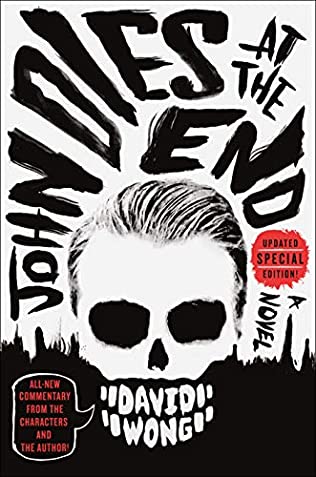 JOHN DIES
AT THE
END
UPDATED
SPECIAL
EDITION!
A NOVEL
ALL-NEW
COMMENTARY
FROM THE
CHARACTERS
AND
THE AUTHOR!
"DAVID
WONG"